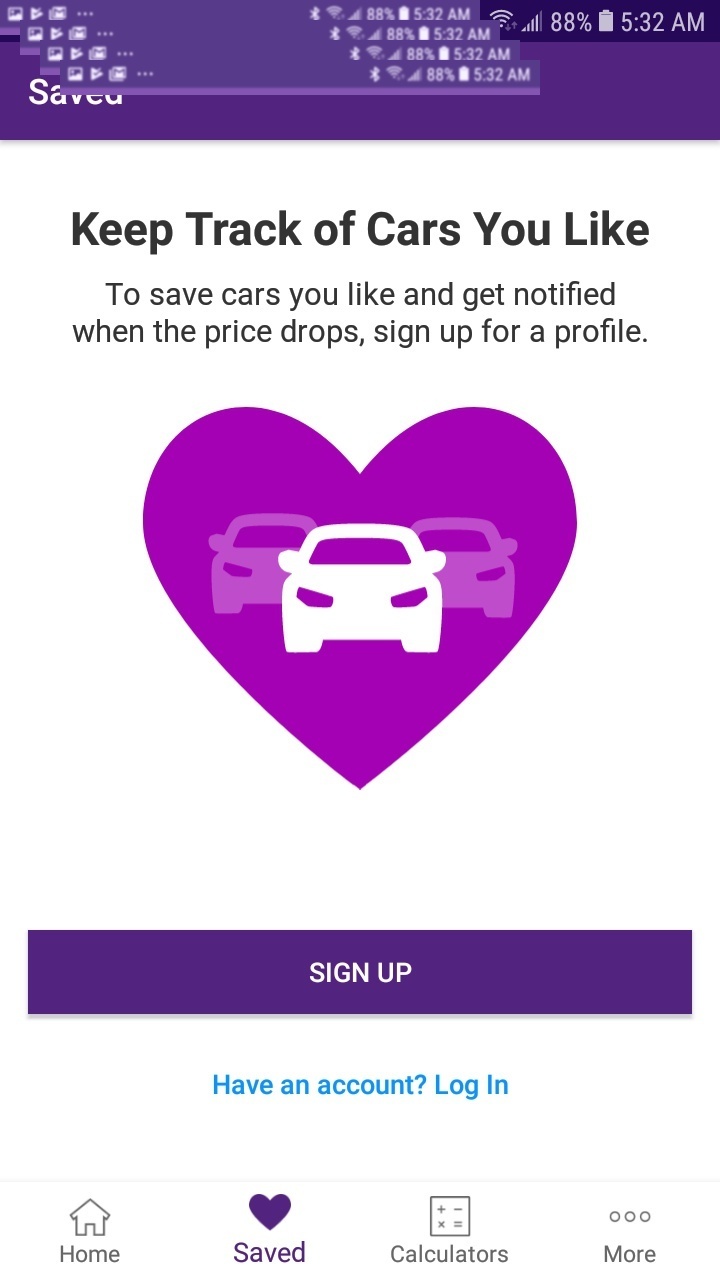 88% 5:32 AM
88% 5:32 AM
88% 5:32 AM
88% 5:32 AM
88% 5:32 AM
Saved
Keep Track of Cars You Like
To save cars you like and get notified
when the price drops, sign up for a profile.
SIGN UP
Have an account? Log In
Home Saved Calculators More